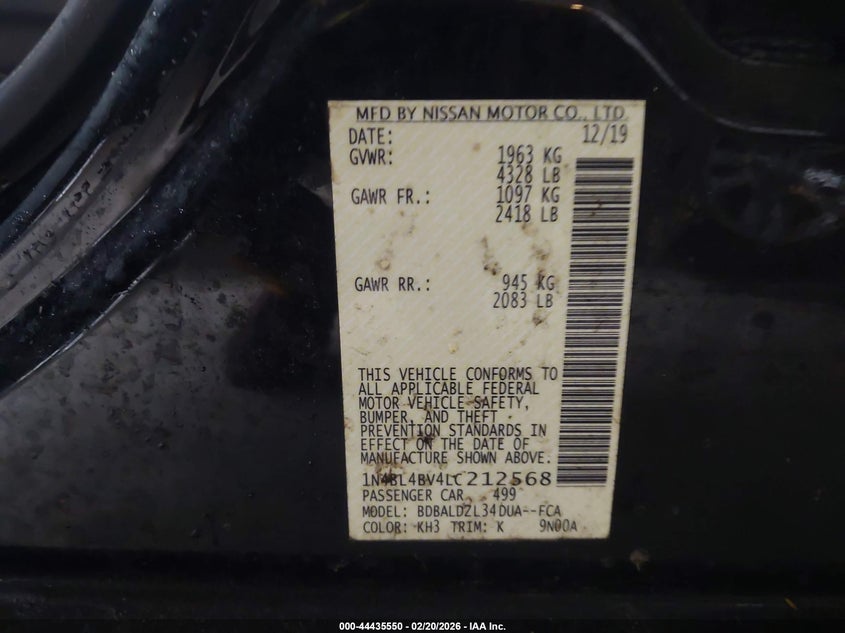 MFD BY NISSAN MOTOR CO., LTD.
DATE: 12/19
GVWR: 1963 KG
4328 LB
GAWR FR.: 1097 KG
2418 LB
GAWR RR.: 945 KG
2083 LB
THIS VEHICLE CONFORMS TO
ALL APPLICABLE FEDERAL
MOTOR VEHICLE SAFETY,
BUMPER, AND THEFT
PREVENTION STANDARDS IN
EFFECT ON THE DATE OF
MANUFACTURE SHOWN ABOVE.
1N4BL4BV4LC212568
PASSENGER CAR 499
MODEL: BDBALDZL34DUA--FCA
COLOR: KH3 TRIM: K 9N00A
000-44435550 - 02/20/2026 - IAA Inc.